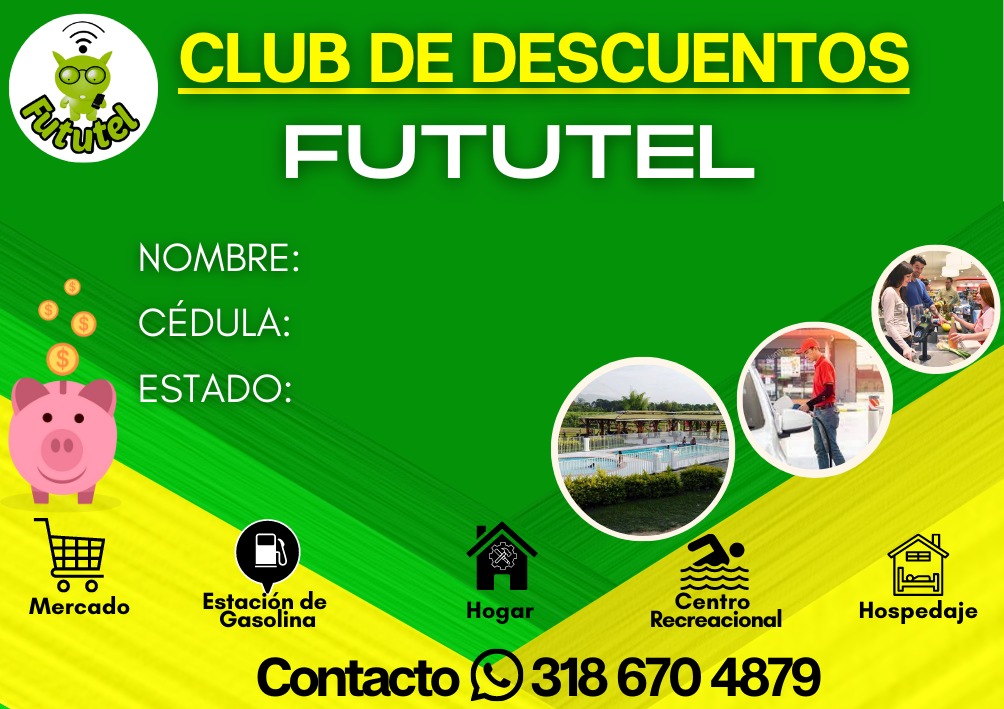 Fututel
CLUB DE DESCUENTOS
FUTUTEL
NOMBRE:
CÉDULA:
ESTADO:
Mercado
Estación de
Gasolina
Hogar
Centro
Recreacional
Hospedaje
Contacto 318 670 4879